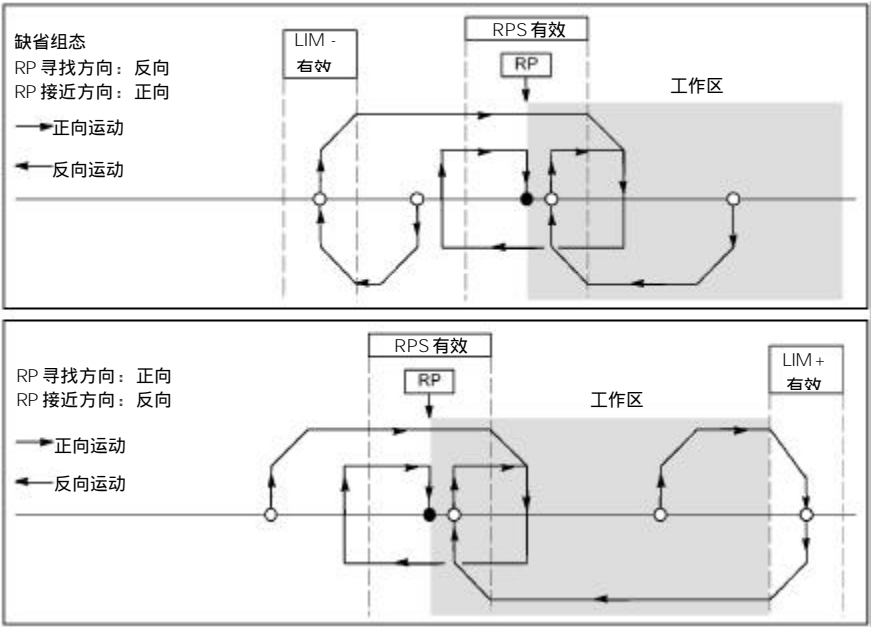 缺省组态
RP 寻找方向：反向
RP 接近方向：正向
正向运动
反向运动
LIM -
有效
RPS 有效
RP
工作区
RP 寻找方向：正向
RP 接近方向：反向
正向运动
反向运动
RPS 有效
RP
工作区
LIM +
有效